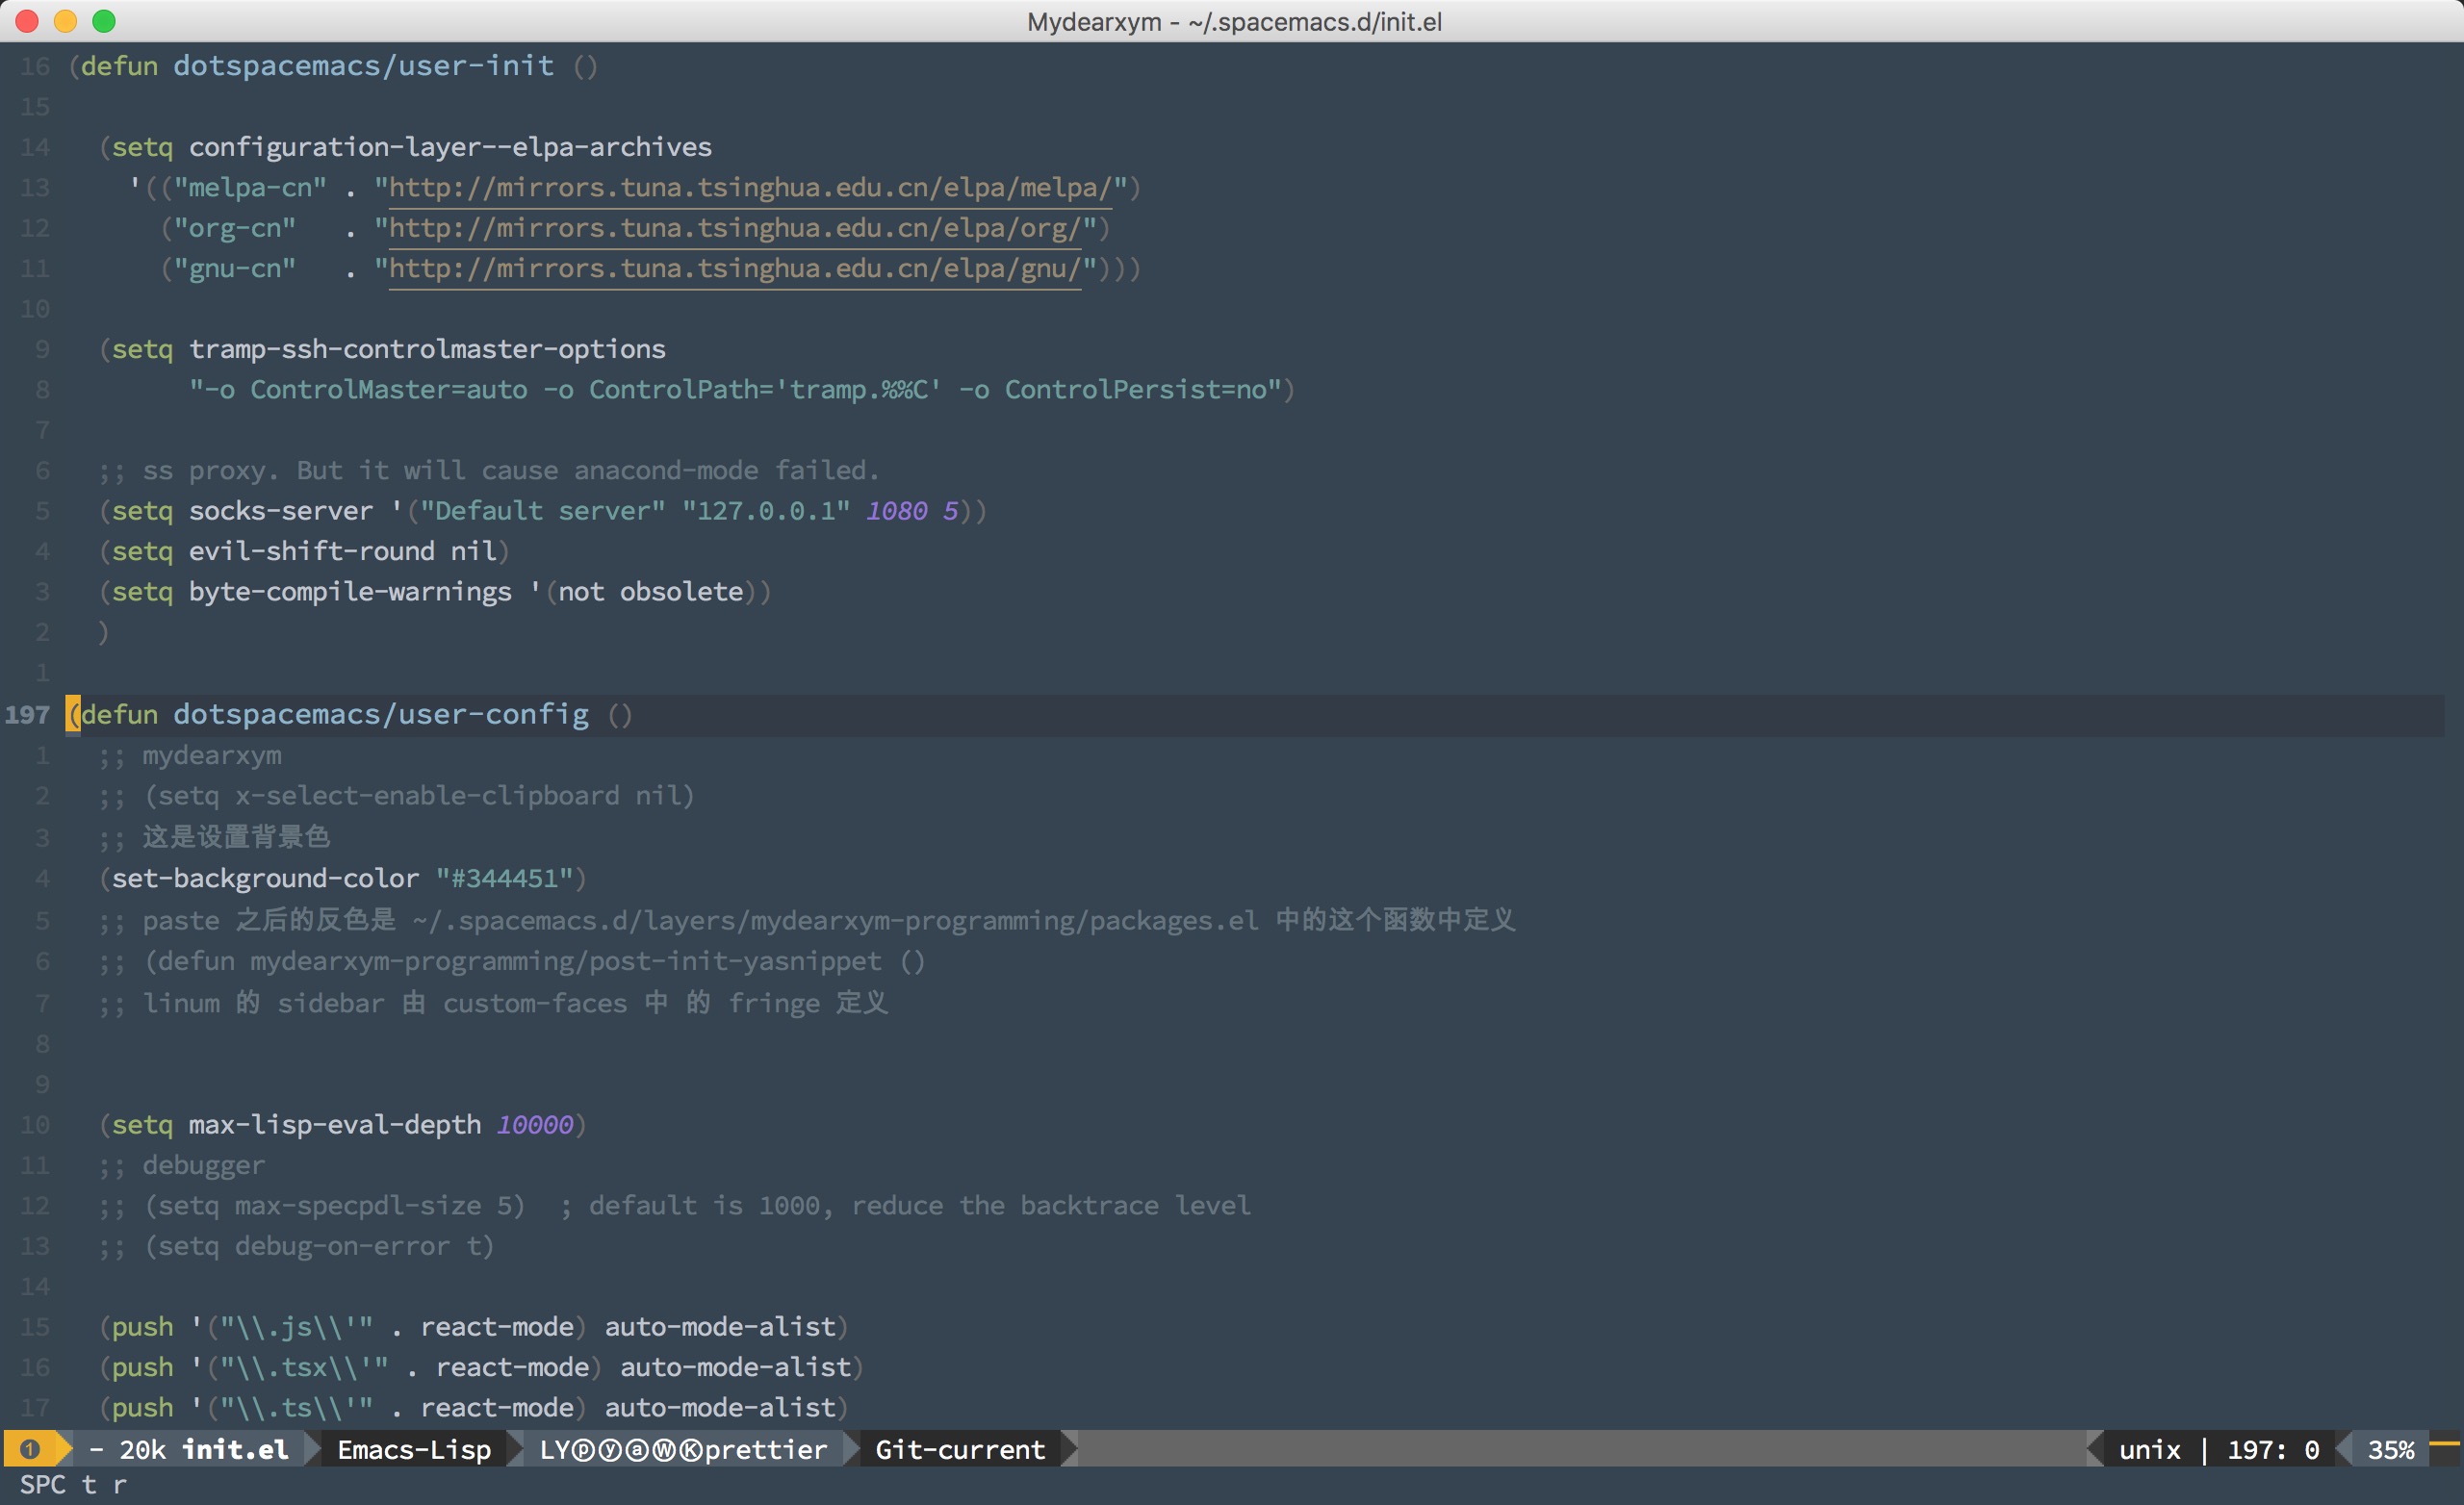 Mydearxym - ~/.spacemacs.d/init.el
16 (defun dotspacemacs/user-init ()
15
14   (setq configuration-layer--elpa-archives
13     '(("melpa-cn" . "http://mirrors.tuna.tsinghua.edu.cn/elpa/melpa/")
12       ("org-cn"   . "http://mirrors.tuna.tsinghua.edu.cn/elpa/org/")
11       ("gnu-cn"   . "http://mirrors.tuna.tsinghua.edu.cn/elpa/gnu/")))
10
9   (setq tramp-ssh-controlmaster-options
8         "-o ControlMaster=auto -o ControlPath='tramp.%%C' -o ControlPersist=no")
7
6   ;; ss proxy. But it will cause anacond-mode failed.
5   (setq socks-server '("Default server" "127.0.0.1" 1080 5))
4   (setq evil-shift-round nil)
3   (setq byte-compile-warnings '(not obsolete))
2   )
1
197 (defun dotspacemacs/user-config ()
1   ;; mydearxym
2   ;; (setq x-select-enable-clipboard nil)
3   ;; 这是设置背景色
4   (set-background-color "#344451")
5   ;; paste 之后的反色是 ~/.spacemacs.d/layers/mydearxym-programming/packages.el 中的这个函数中定义
6   ;; (defun mydearxym-programming/post-init-yasnippet ()
7   ;; linum 的 sidebar 由 custom-faces 中 的 fringe 定义
8
9
10   (setq max-lisp-eval-depth 10000)
11   ;; debugger
12   ;; (setq max-specpdl-size 5)  ; default is 1000, reduce the backtrace level
13   ;; (setq debug-on-error t)
14
15   (push '("\\.js\\'" . react-mode) auto-mode-alist)
16   (push '("\\.tsx\\'" . react-mode) auto-mode-alist)
17   (push '("\\.ts\\'" . react-mode) auto-mode-alist)
❶ - 20k init.el Emacs-Lisp LYⓟⓨⓐⓌⓀprettier Git-current unix | 197: 0 35%
SPC t r